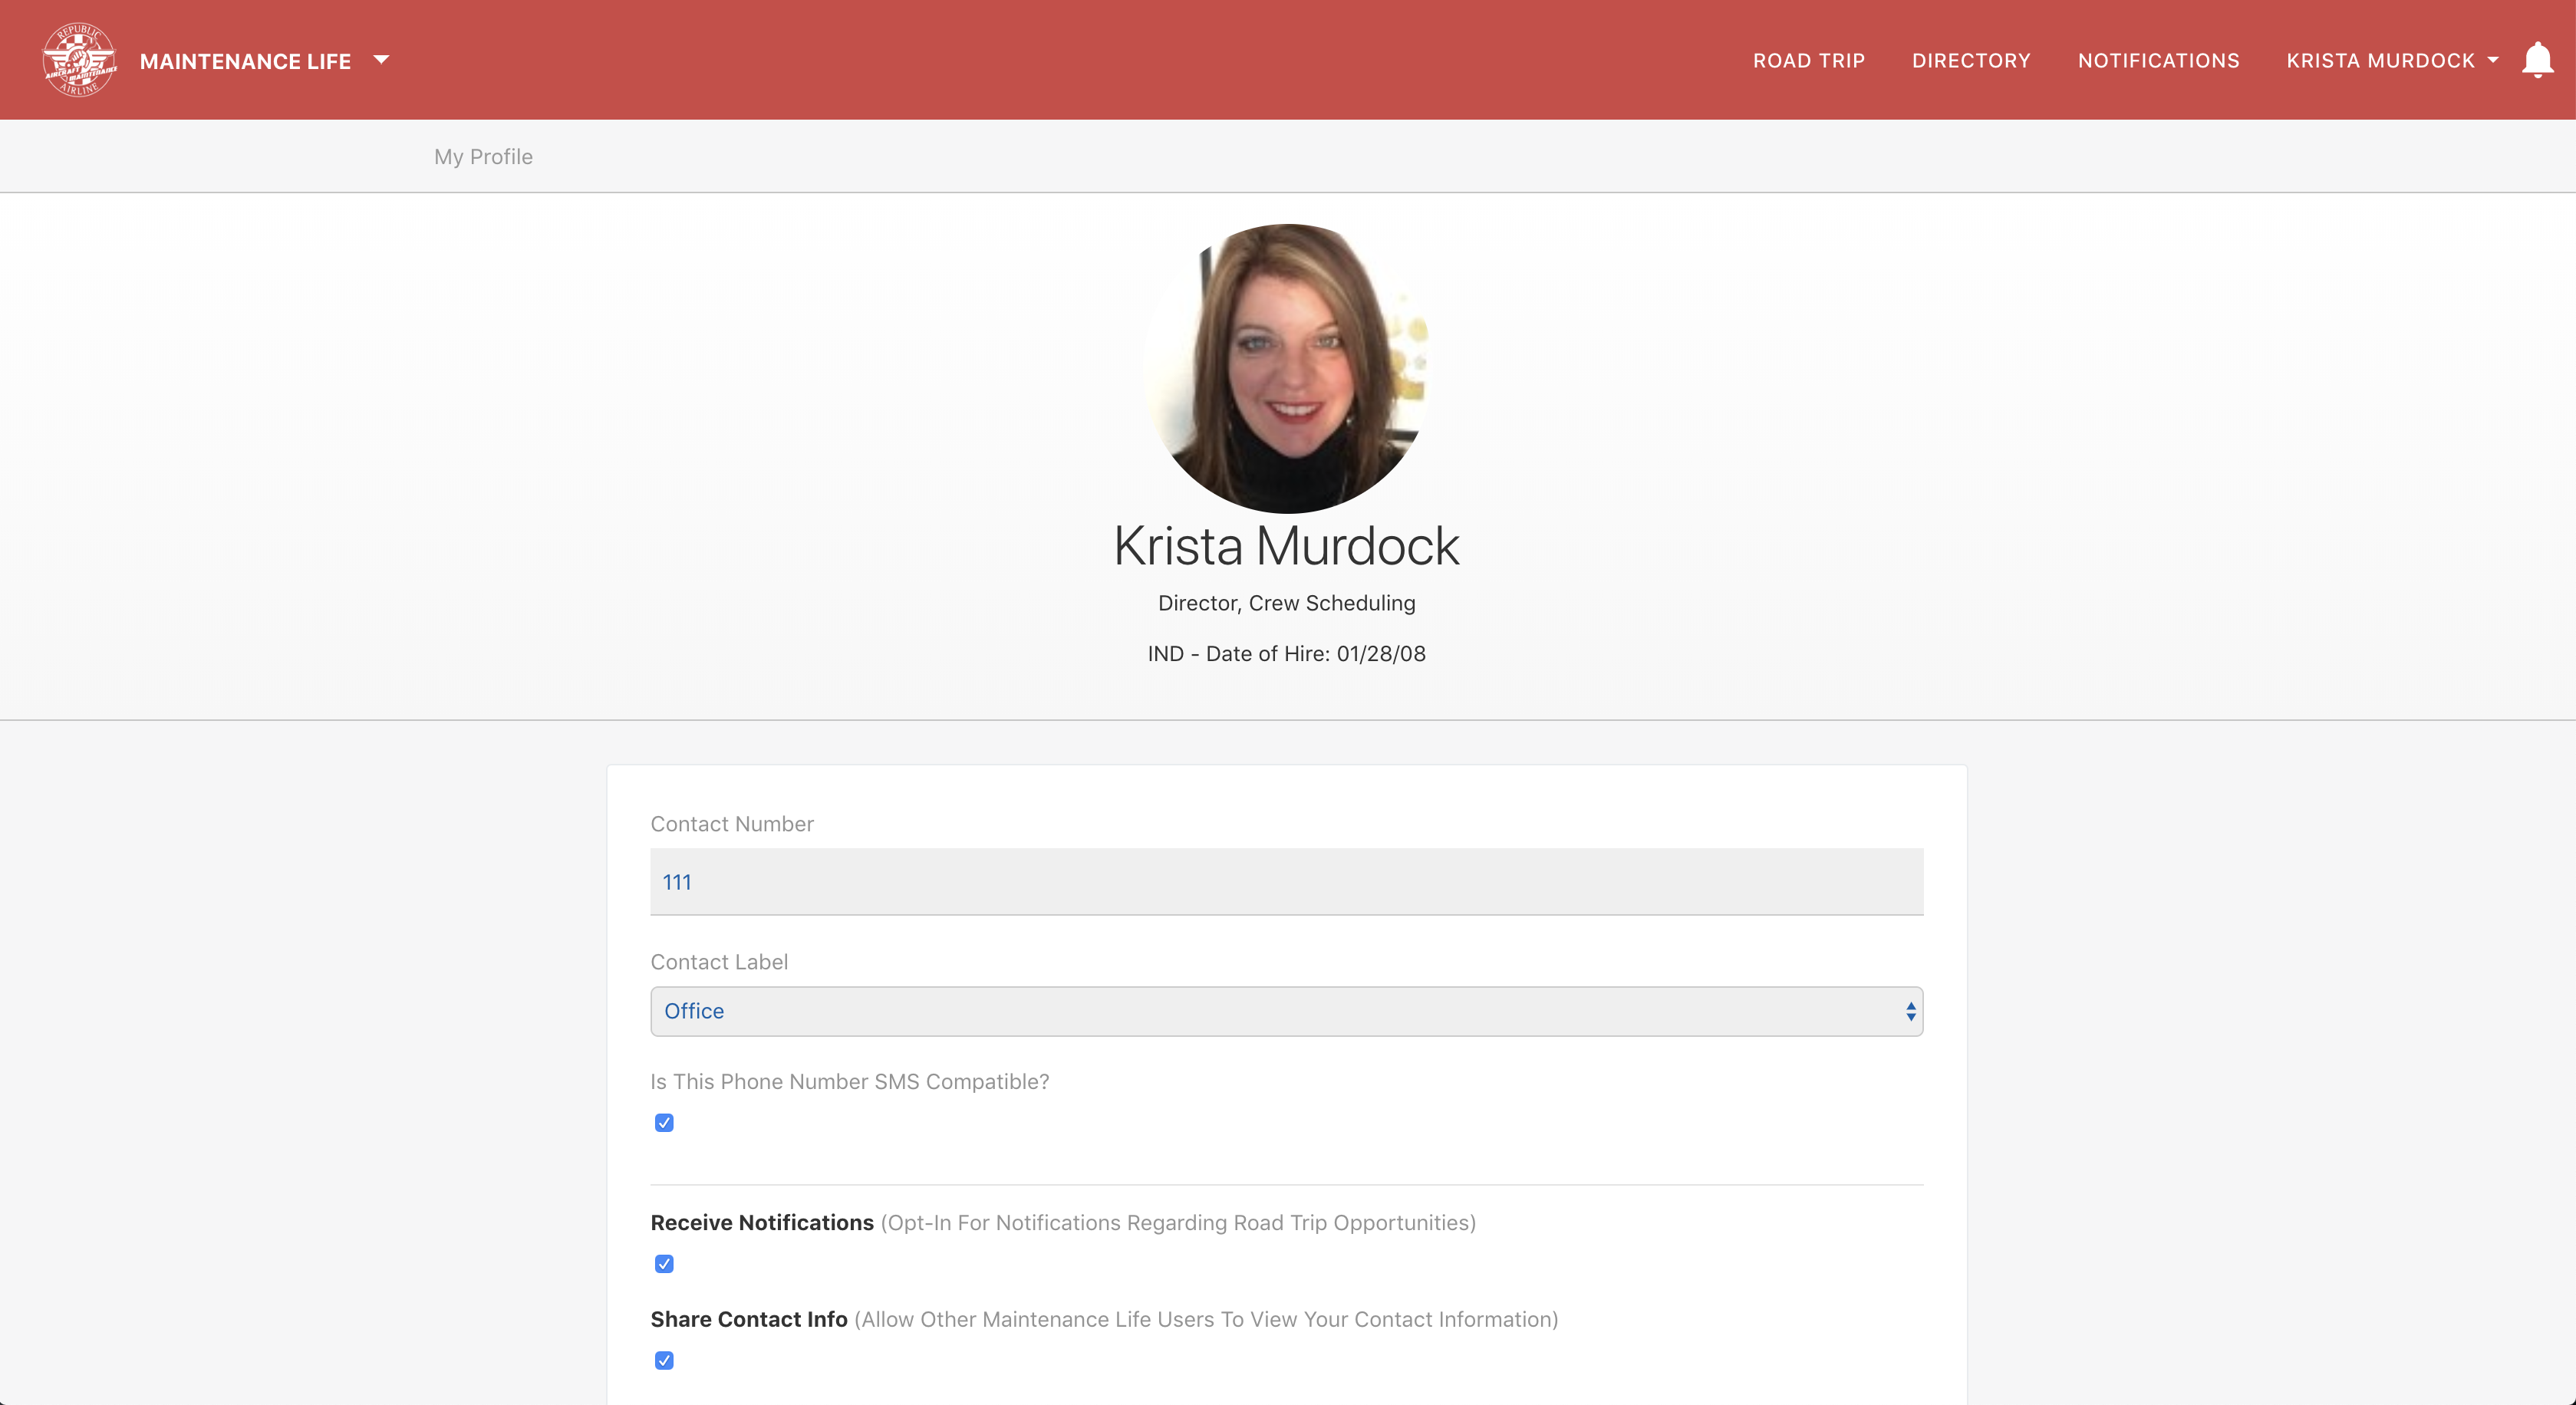 REPUBLIC
AIRCRAFT MAINTENANCE
AIRLINE
MAINTENANCE LIFE
ROAD TRIP
DIRECTORY
NOTIFICATIONS
KRISTA MURDOCK
My Profile
Krista Murdock
Director, Crew Scheduling
IND - Date of Hire: 01/28/08
Contact Number
111
Contact Label
Office
Is This Phone Number SMS Compatible?
Receive Notifications (Opt-In For Notifications Regarding Road Trip Opportunities)
Share Contact Info (Allow Other Maintenance Life Users To View Your Contact Information)